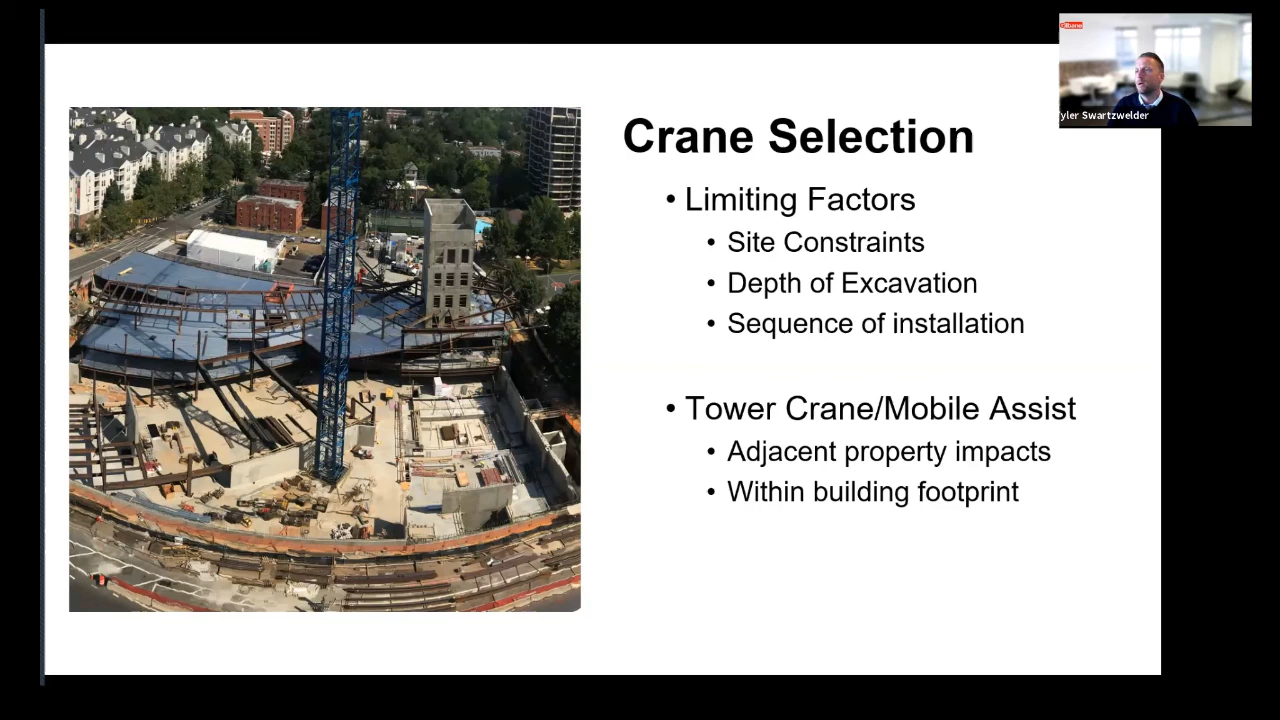 Gilbane
yler Swartzwelder
Crane Selection
• Limiting Factors
• Site Constraints
• Depth of Excavation
• Sequence of installation
• Tower Crane/Mobile Assist
• Adjacent property impacts
• Within building footprint